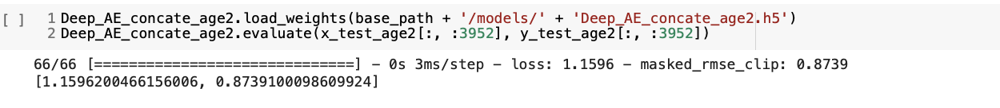 [ ] 1 Deep_AE_concate_age2.load_weights(base_path + '/models/' + 'Deep_AE_concate_age2.h5')
2 Deep_AE_concate_age2.evaluate(x_test_age2[:, :3952], y_test_age2[:, :3952])
66/66 [==============================] - 0s 3ms/step - loss: 1.1596 - masked_rmse_clip: 0.8739
[1.1596200466156006, 0.8739100098609924]